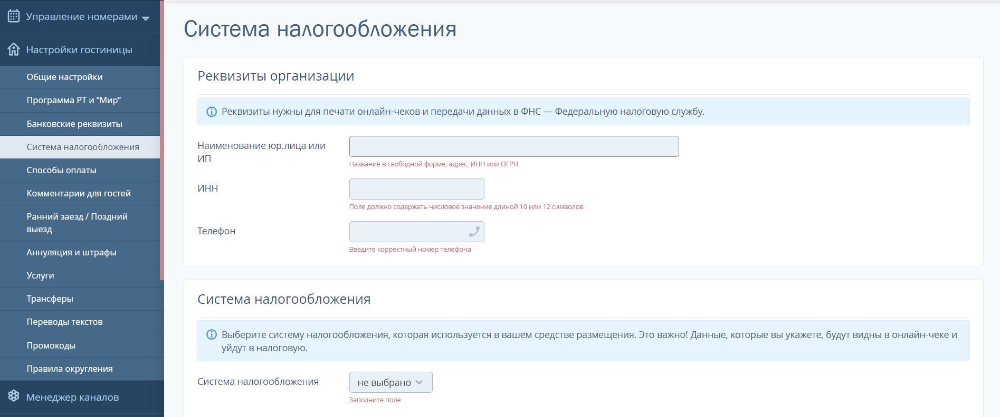 Управление номерами
Настройки гостиницы
Общие настройки
Программа РТ и “Мир”
Банковские реквизиты
Система налогообложения
Способы оплаты
Комментарии для гостей
Ранний заезд / Поздний
выезд
Аннуляция и штрафы
Услуги
Трансферы
Переводы текстов
Промокоды
Правила округления
Менеджер каналов
Система налогообложения
Реквизиты организации
Реквизиты нужны для печати онлайн-чеков и передачи данных в ФНС — Федеральную налоговую службу.
Наименование юр.лица или
ИП
Название в свободной форме, адрес, ИНН или ОГРН
ИНН
Поле должно содержать числовое значение длиной 10 или 12 символов
Телефон
Введите корректный номер телефона
Система налогообложения
Выберите систему налогообложения, которая используется в вашем средстве размещения. Это важно! Данные, которые вы укажете, будут видны в онлайн-чеке и
уйдут в налоговую.
Система налогообложения
не выбрано
Заполните поле